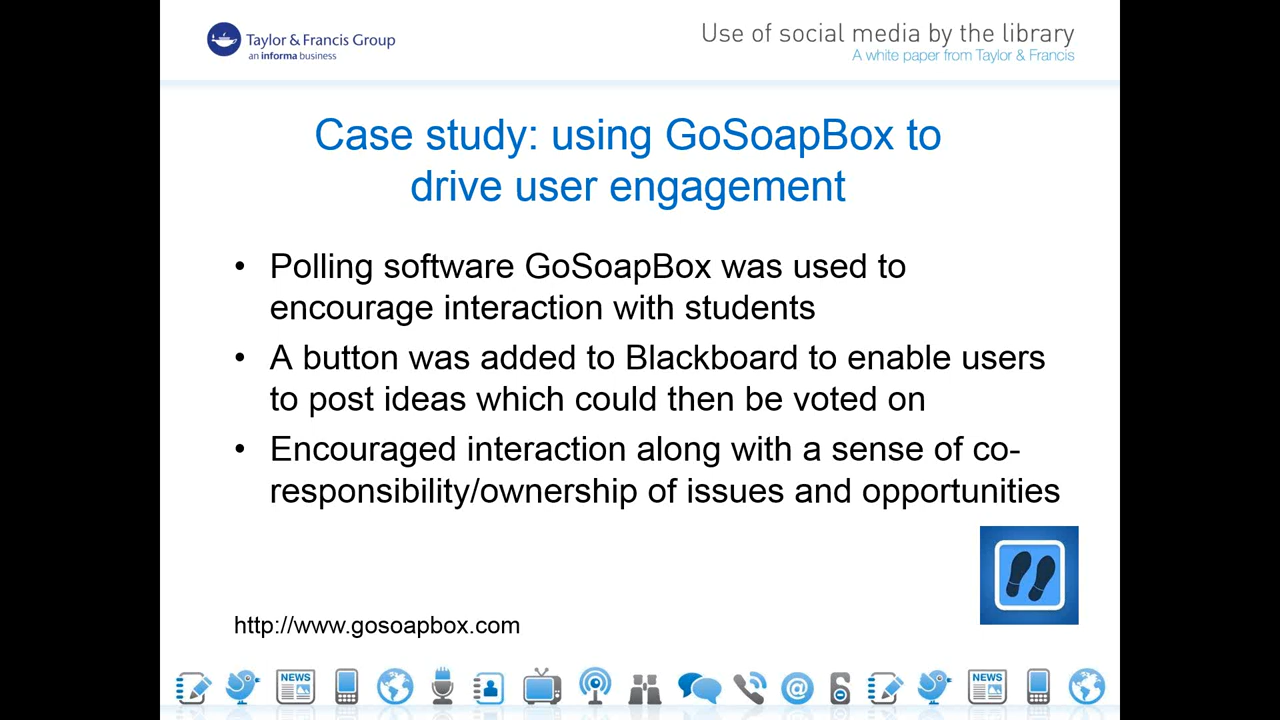 Taylor & Francis Group
an informa business
Use of social media by the library
A white paper from Taylor & Francis
Case study: using GoSoapBox to
drive user engagement
• Polling software GoSoapBox was used to
encourage interaction with students
• A button was added to Blackboard to enable users
to post ideas which could then be voted on
• Encouraged interaction along with a sense of co-
responsibility/ownership of issues and opportunities
http://www.gosoapbox.com
NEWS
NEWS